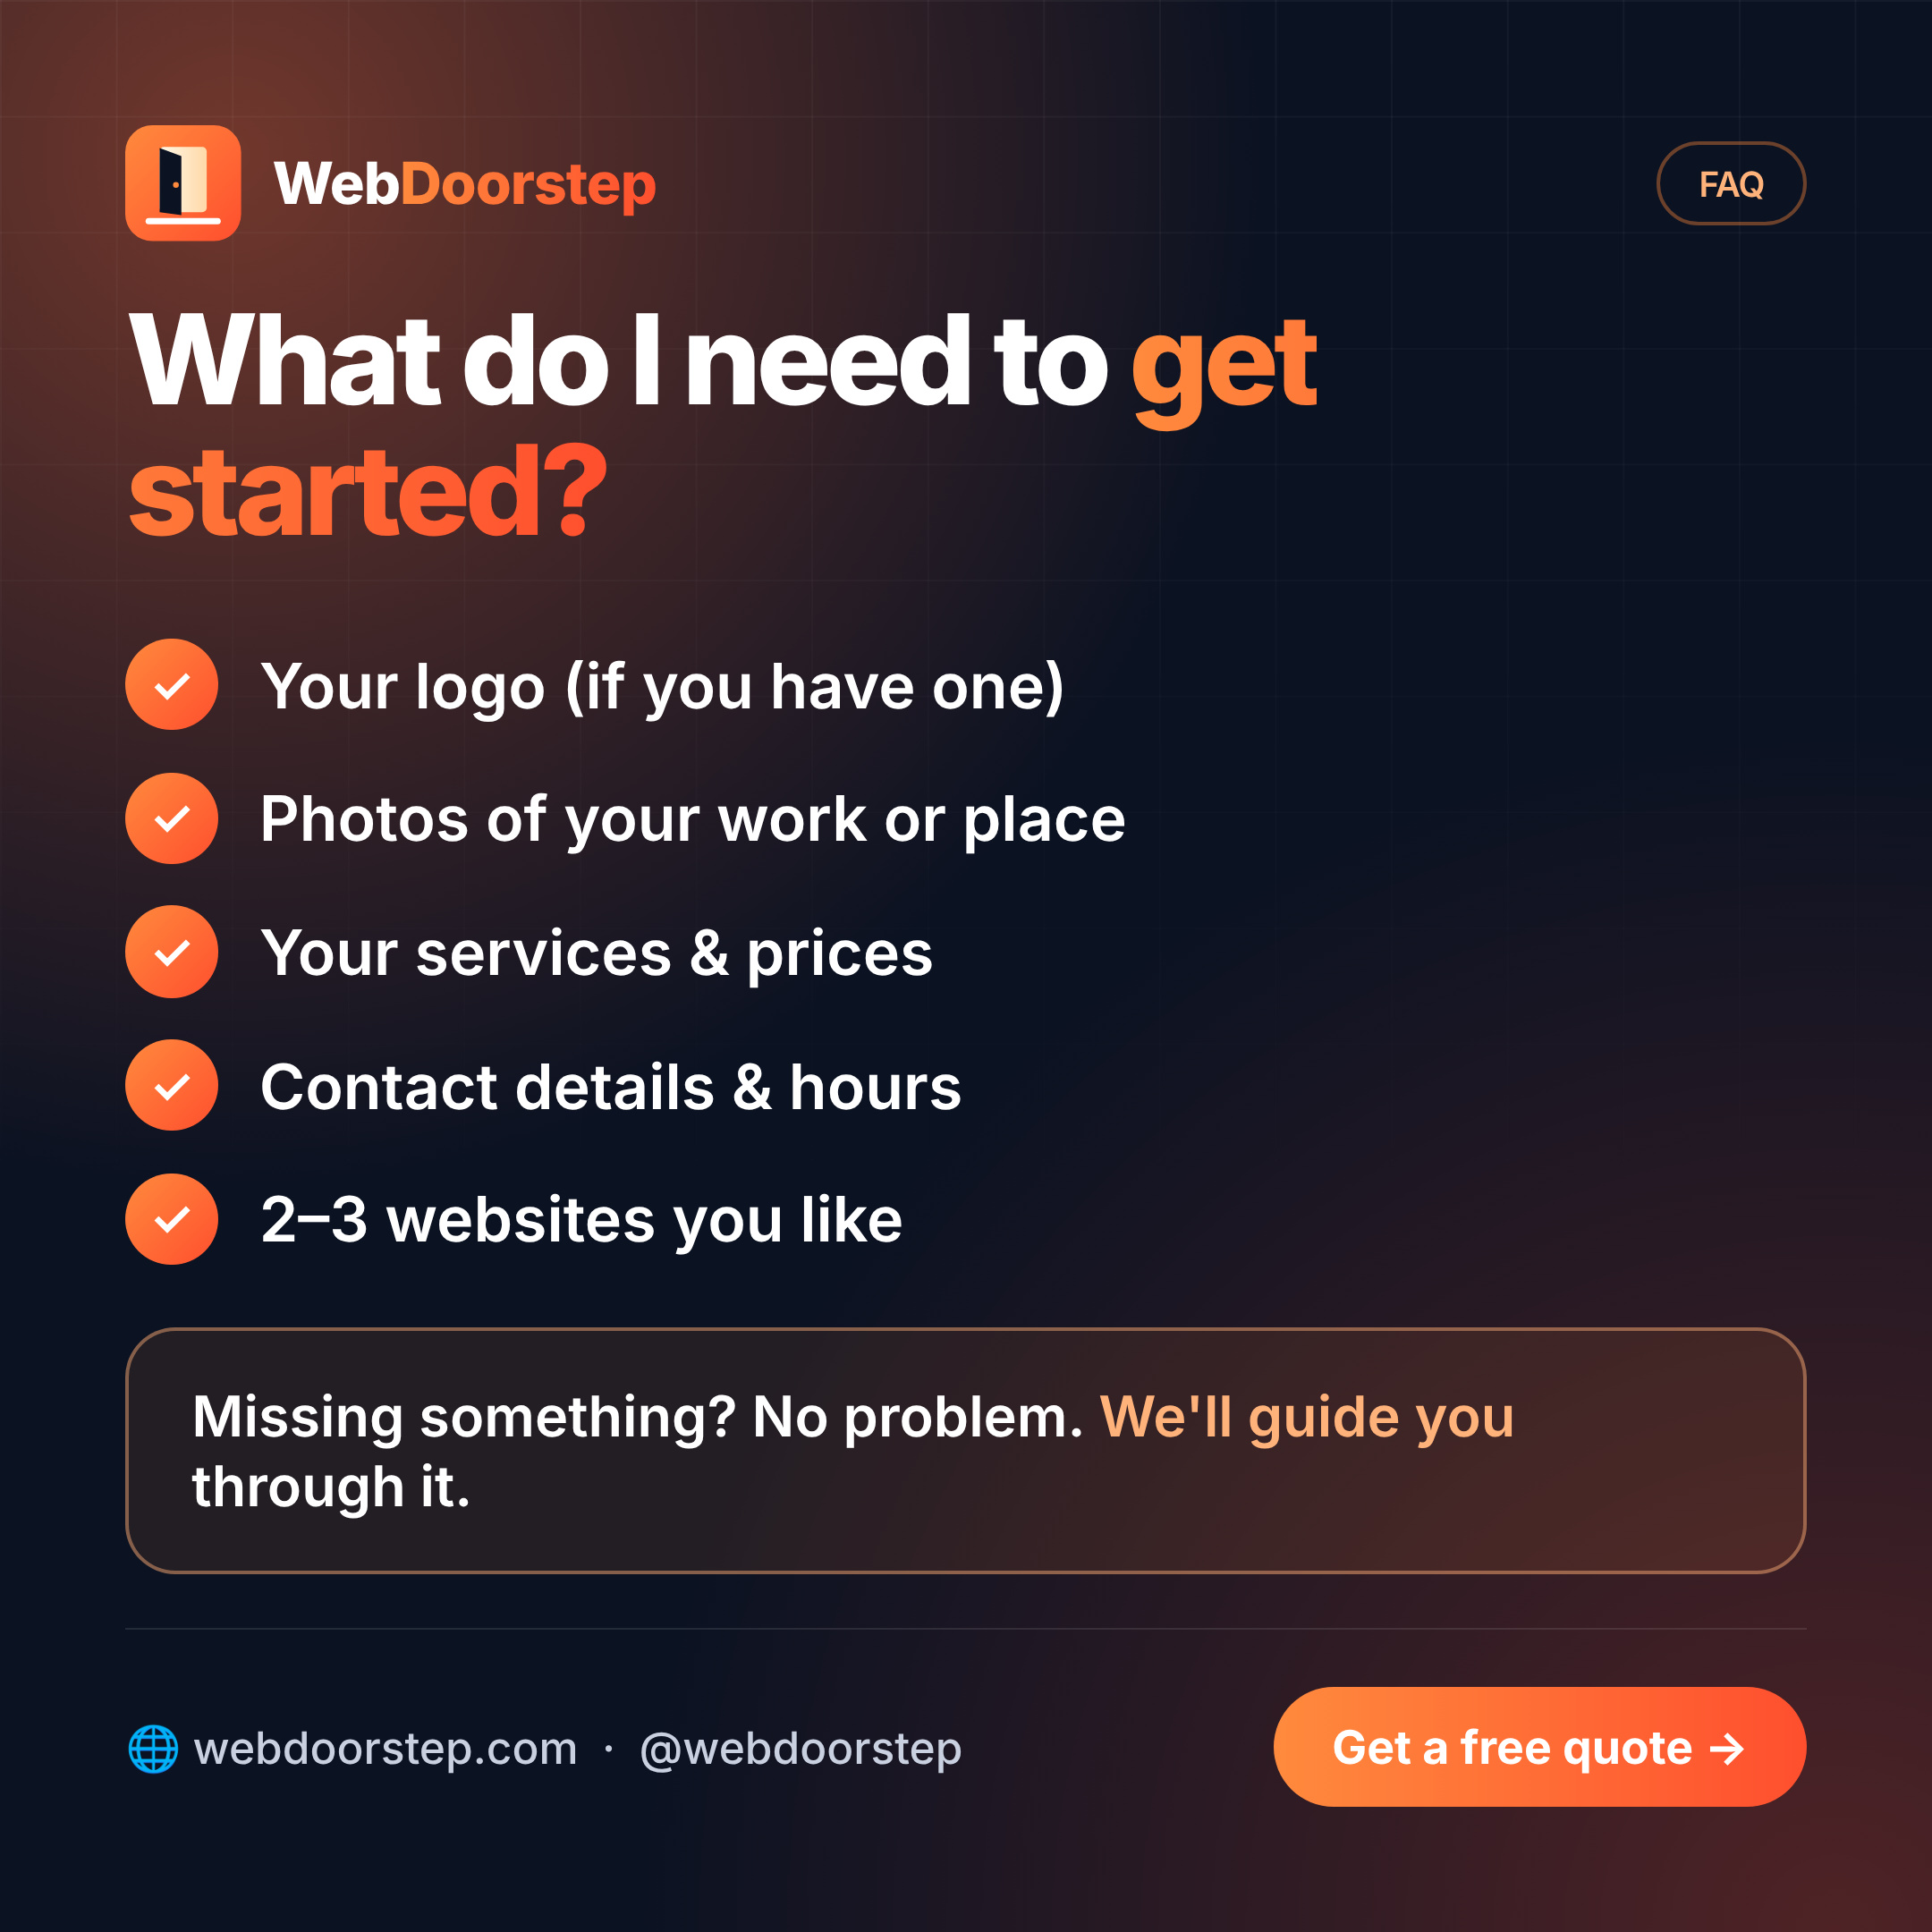 WebDoorstep
FAQ
What do I need to get
started?
Your logo (if you have one)
Photos of your work or place
Your services & prices
Contact details & hours
2–3 websites you like
Missing something? No problem. We'll guide you
through it.
webdoorstep.com · @webdoorstep
Get a free quote →